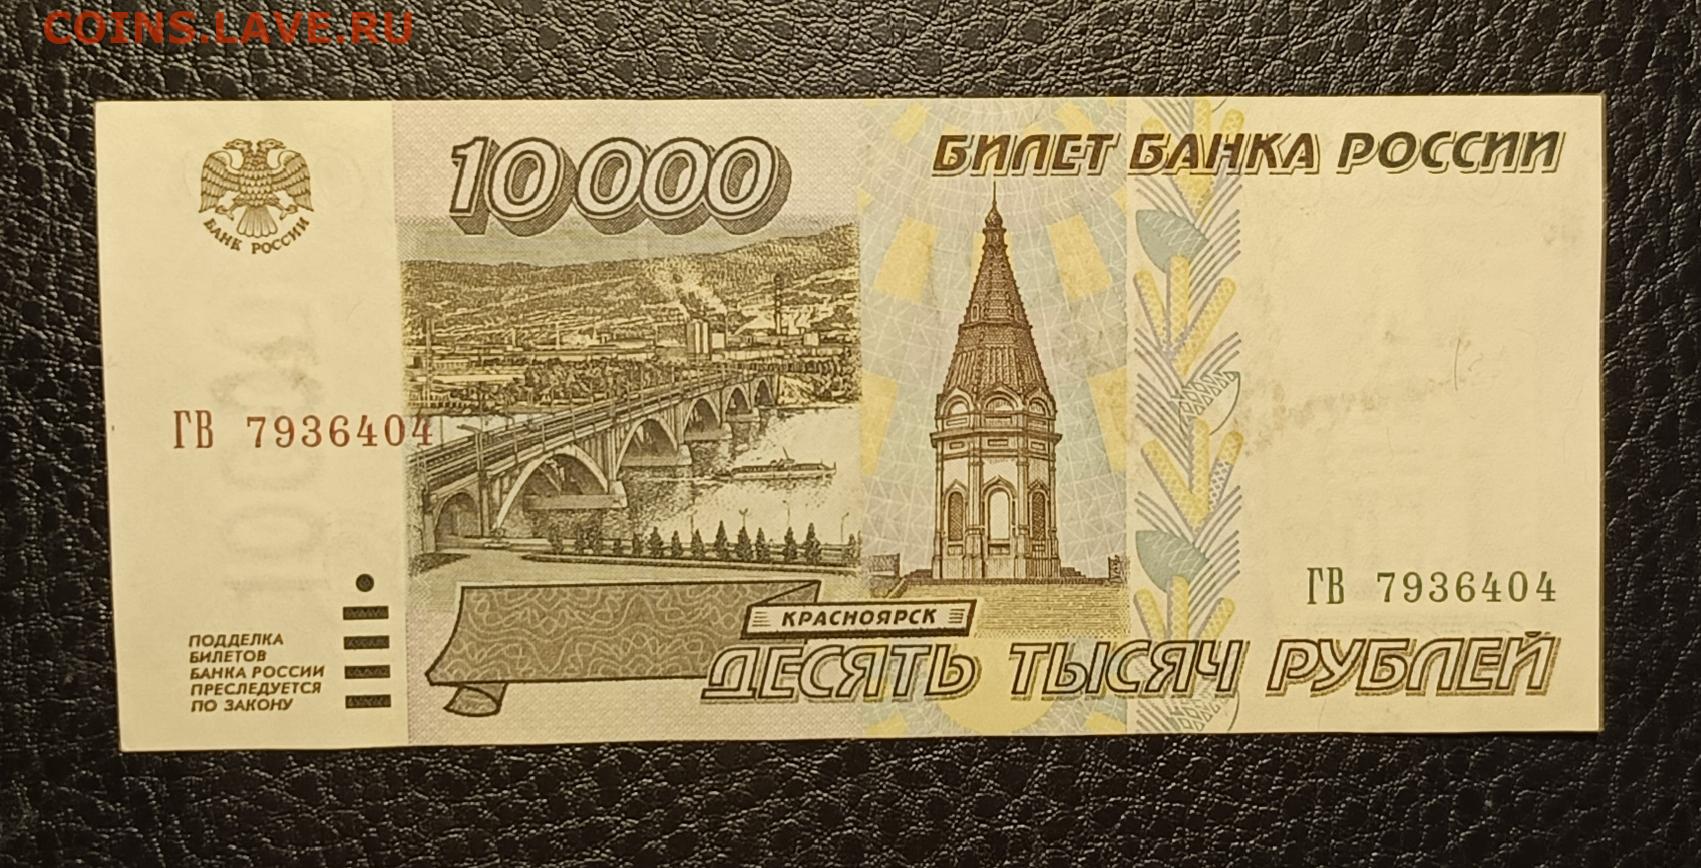 COINS.LAVE.RU
10 000
БИЛЕТ БАНКА РОССИИ
БАНК РОССИИ
ГВ 7936404
ГВ 7936404
КРАСНОЯРСК
ПОДДЕЛКА
БИЛЕТОВ
БАНКА РОССИИ
ПРЕСЛЕДУЕТСЯ
ПО ЗАКОНУ
ДЕСЯТЬ ТЫСЯЧ РУБЛЕЙ